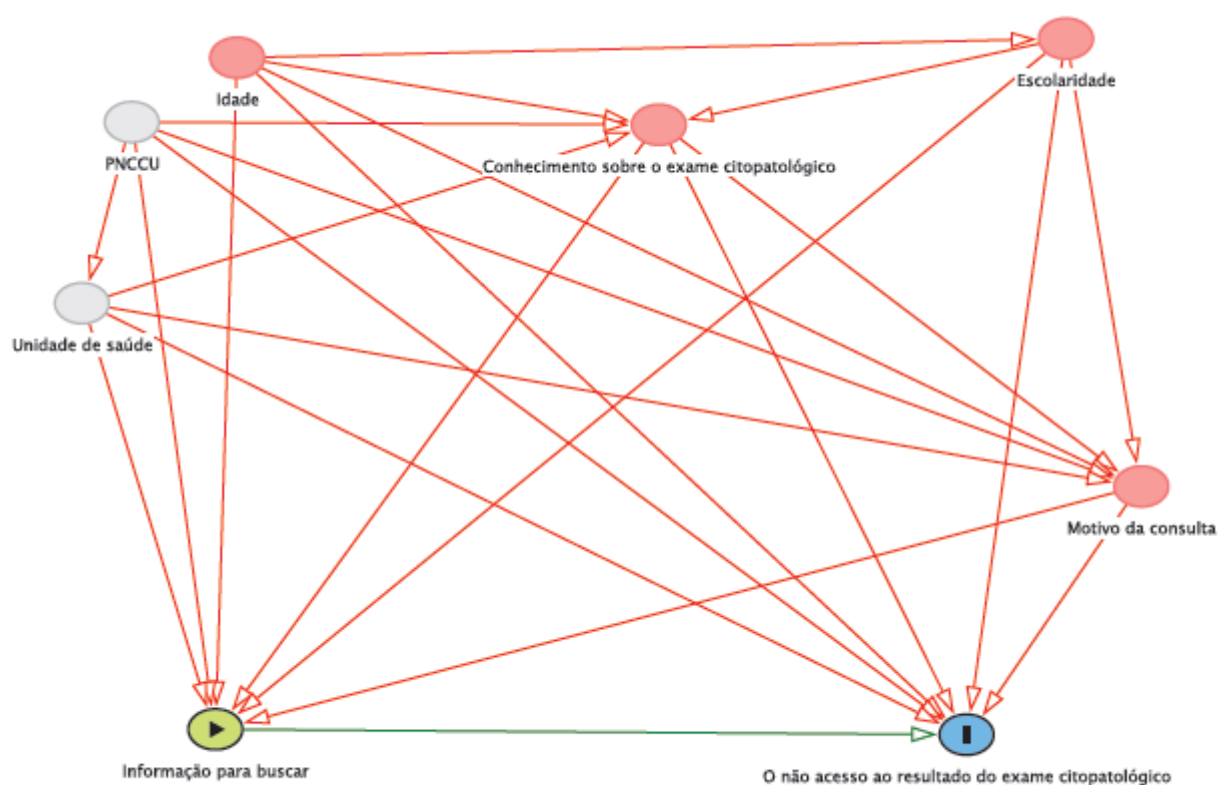 Idade
Escolaridade
PNCCU
Conhecimento sobre o exame citopatológico
Unidade de saúde
Motivo da consulta
Informação para buscar
O não acesso ao resultado do exame citopatológico